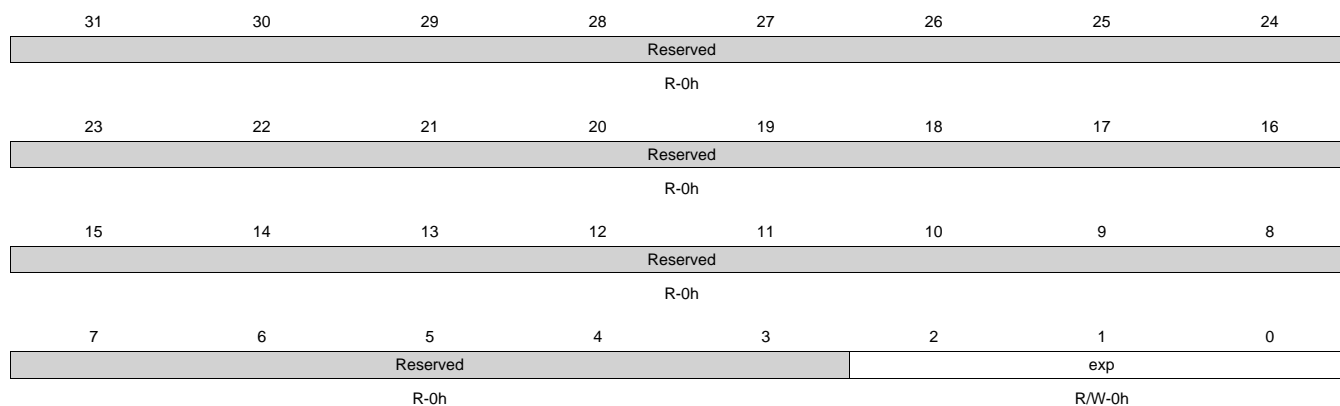 31 30 29 28 27 26 25 24
Reserved
R-0h
23 22 21 20 19 18 17 16
Reserved
R-0h
15 14 13 12 11 10 9 8
Reserved
R-0h
7 6 5 4 3 2 1 0
Reserved exp
R-0h R/W-0h